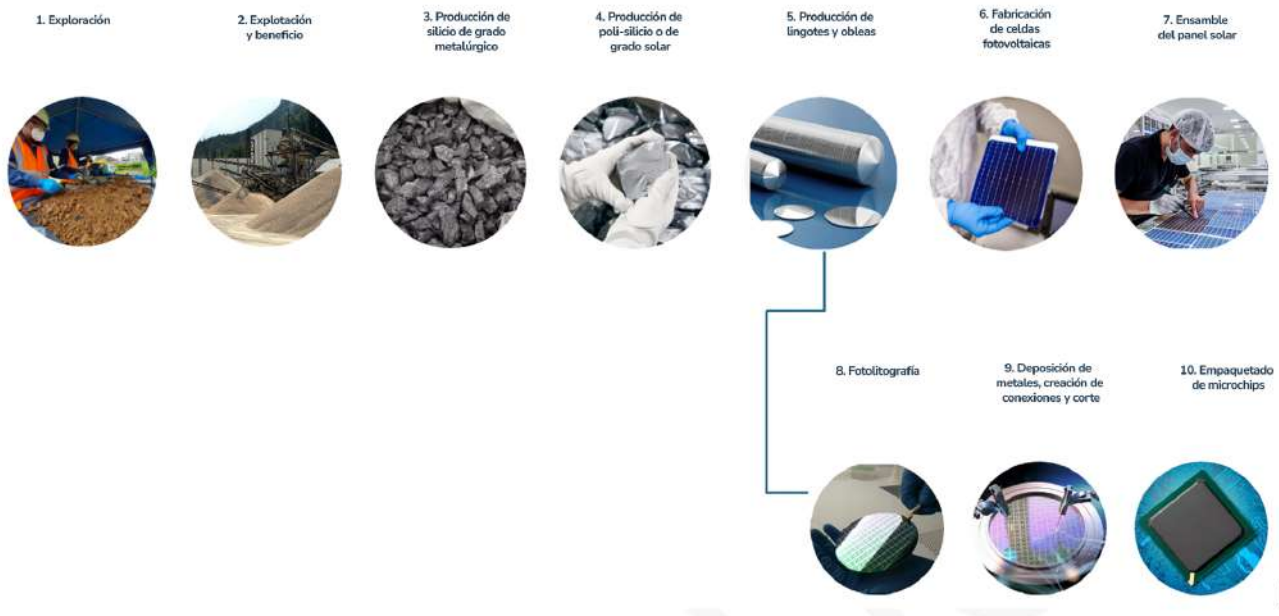 1. Exploración
2. Explotación
y beneficio
3. Producción de
silicio de grado
metalúrgico
4. Producción de
poli-silicio o de
grado solar
5. Producción de
lingotes y obleas
6. Fabricación
de celdas
fotovoltaicas
7. Ensamble
del panel solar
8. Fotolitografía
9. Deposición de
metales, creación de
conexiones y corte
10. Empaquetado
de microchips